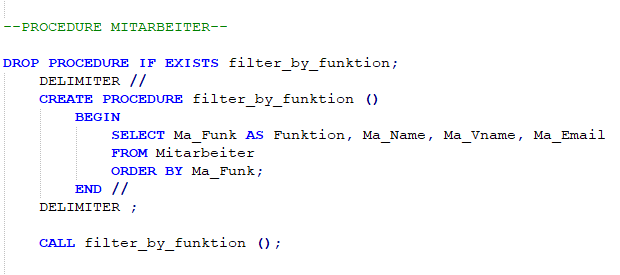 --PROCEDURE MITARBEITER--
DROP PROCEDURE IF EXISTS filter_by_funktion;
DELIMITER //
CREATE PROCEDURE filter_by_funktion ()
BEGIN
SELECT Ma_Funk AS Funktion, Ma_Name, Ma_Vname, Ma_Email
FROM Mitarbeiter
ORDER BY Ma_Funk;
END //
DELIMITER ;
CALL filter_by_funktion ();